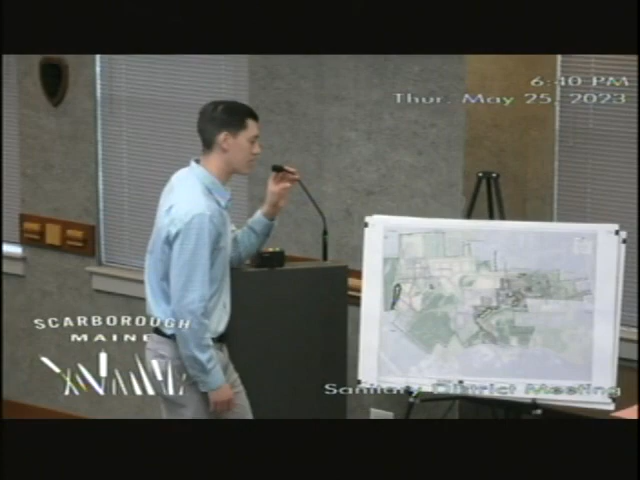 6:40 PM
Thur. May 25, 2023
SCARBOROUGH
MAINE
Sanitary District Meeting